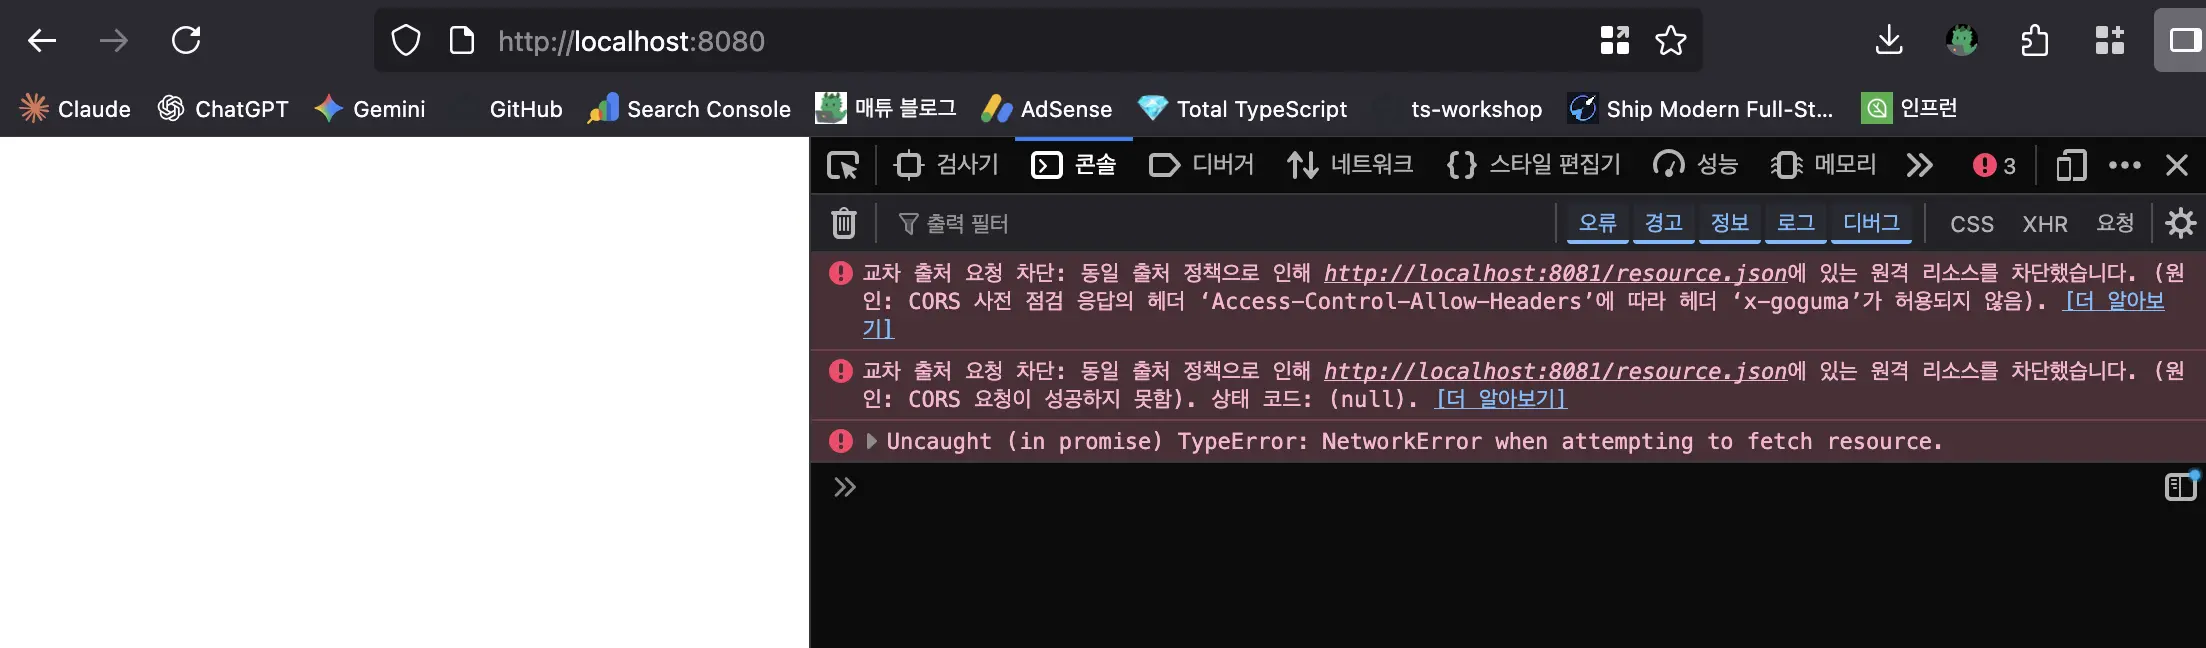 http://localhost:8080
Claude ChatGPT Gemini GitHub Search Console 매튜 블로그 AdSense Total TypeScript ts-workshop Ship Modern Full-St... 인프런
검사기 콘솔 디버거 네트워크 스타일 편집기 성능 메모리 3
출력 필터 오류 경고 정보 로그 디버그 CSS XHR 요청
교차 출처 요청 차단: 동일 출처 정책으로 인해 http://localhost:8081/resource.json에 있는 원격 리소스를 차단했습니다. (원
인: CORS 사전 점검 응답의 헤더 ‘Access-Control-Allow-Headers’에 따라 헤더 ‘x-goguma’가 허용되지 않음). [더 알아보
기]
교차 출처 요청 차단: 동일 출처 정책으로 인해 http://localhost:8081/resource.json에 있는 원격 리소스를 차단했습니다. (원
인: CORS 요청이 성공하지 못함). 상태 코드: (null). [더 알아보기]
Uncaught (in promise) TypeError: NetworkError when attempting to fetch resource.